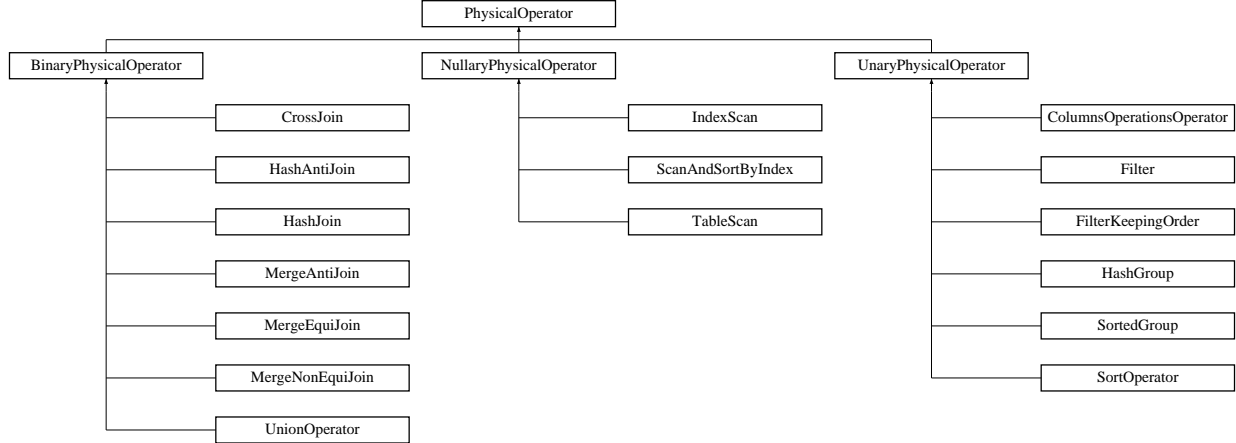 PhysicalOperator
BinaryPhysicalOperator
NullaryPhysicalOperator
UnaryPhysicalOperator
CrossJoin
IndexScan
ColumnsOperationsOperator
HashAntiJoin
ScanAndSortByIndex
Filter
HashJoin
TableScan
FilterKeepingOrder
MergeAntiJoin
HashGroup
MergeEquiJoin
SortedGroup
MergeNonEquiJoin
SortOperator
UnionOperator